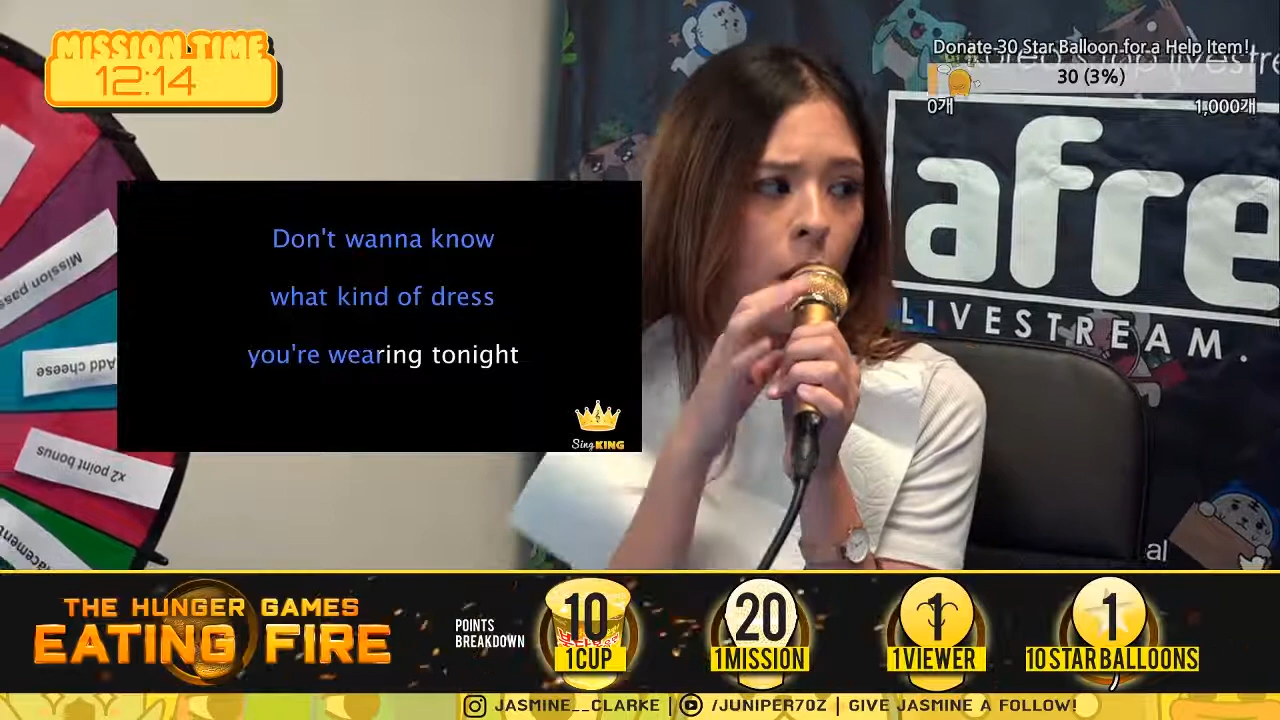 MISSION TIME
12:14
Donate 30 Star Balloon for a Help Item!
30 (3%)
0개
1,000개
afre
LIVESTREAM.
al
Mission pass
Add cheese
x2 point bonus
Don't wanna know
what kind of dress
you're wearing tonight
SingKING
THE HUNGER GAMES
EATING FIRE
POINTS
BREAKDOWN
10
1 CUP
20
1 MISSION
1
1 VIEWER
1
10 STAR BALLOONS
JASMINE__CLARKE | /JUNIPER70Z | GIVE JASMINE A FOLLOW!